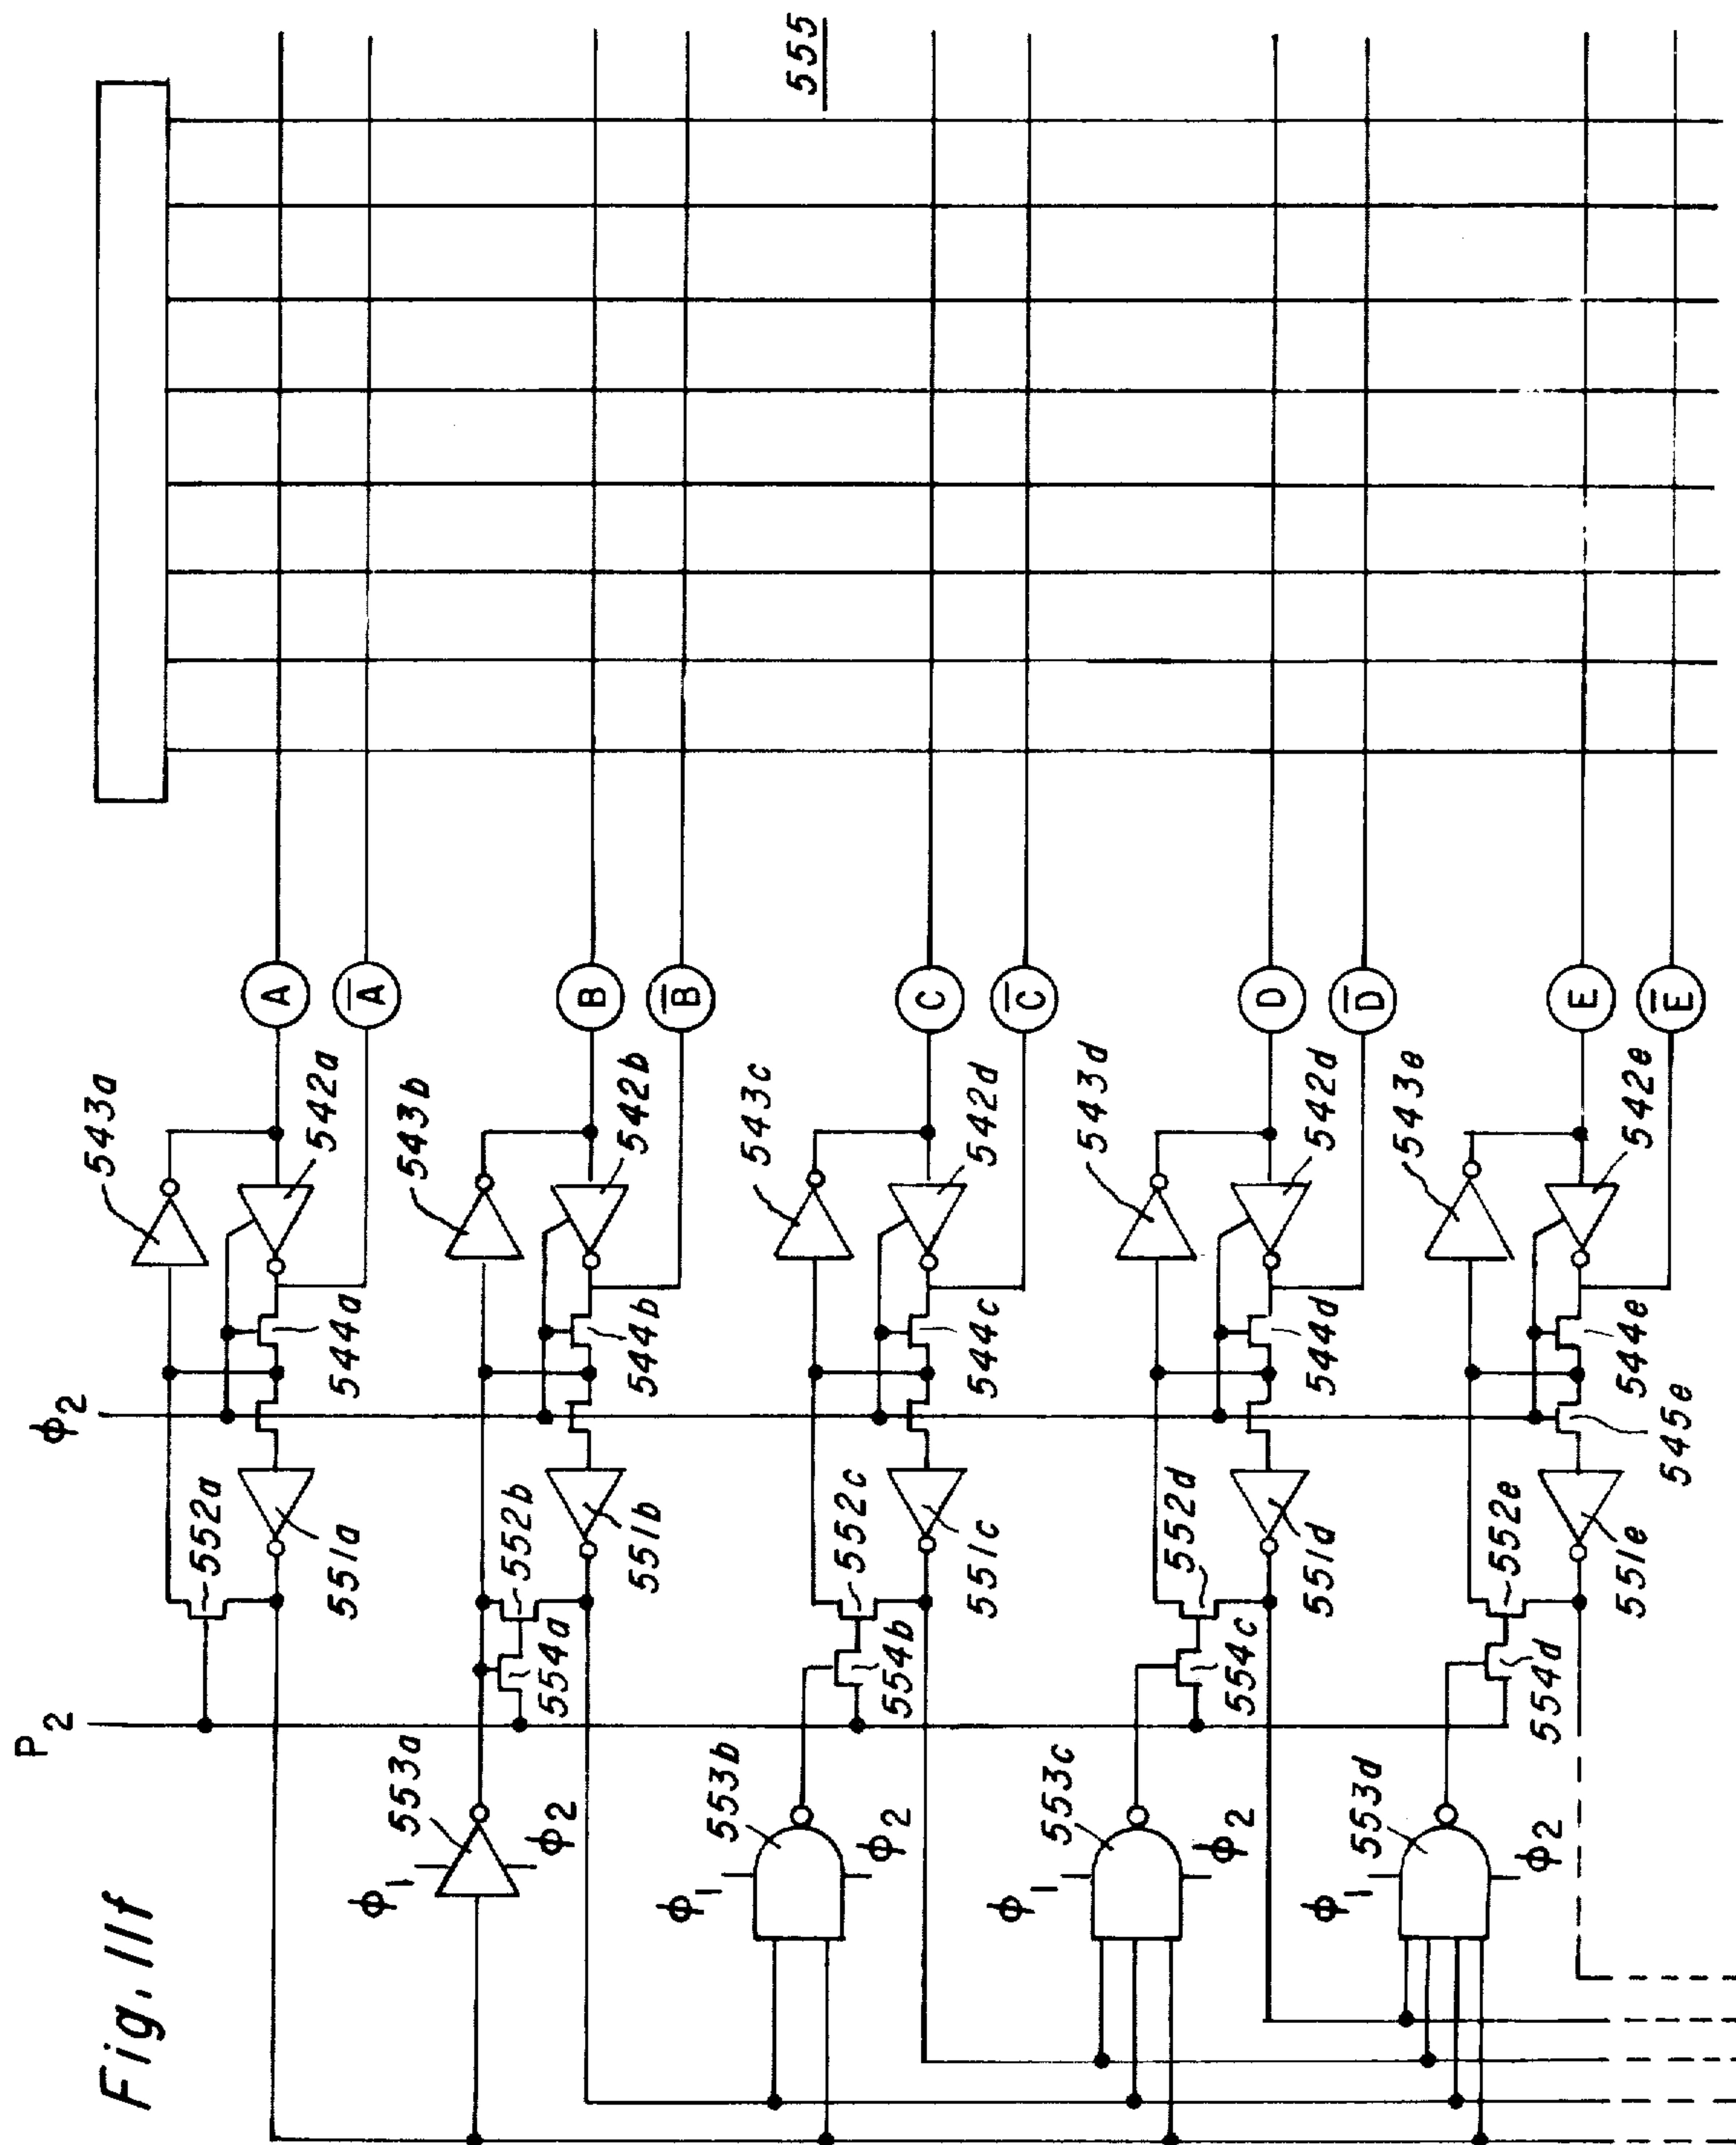 Fig. 11f
P2
φ2
555
543a
552a
544a
542a
551a
A
A̅
553a
φ1
φ2
543b
552b
554a
544b
542b
551b
B
B̅
553b
φ1
φ2
543c
552c
554b
544c
542d
551c
C
C̅
553c
φ1
φ2
543d
552d
554c
544d
542d
551d
D
D̅
553d
φ1
φ2
543e
552e
554d
545e
544e
542e
551e
E
E̅